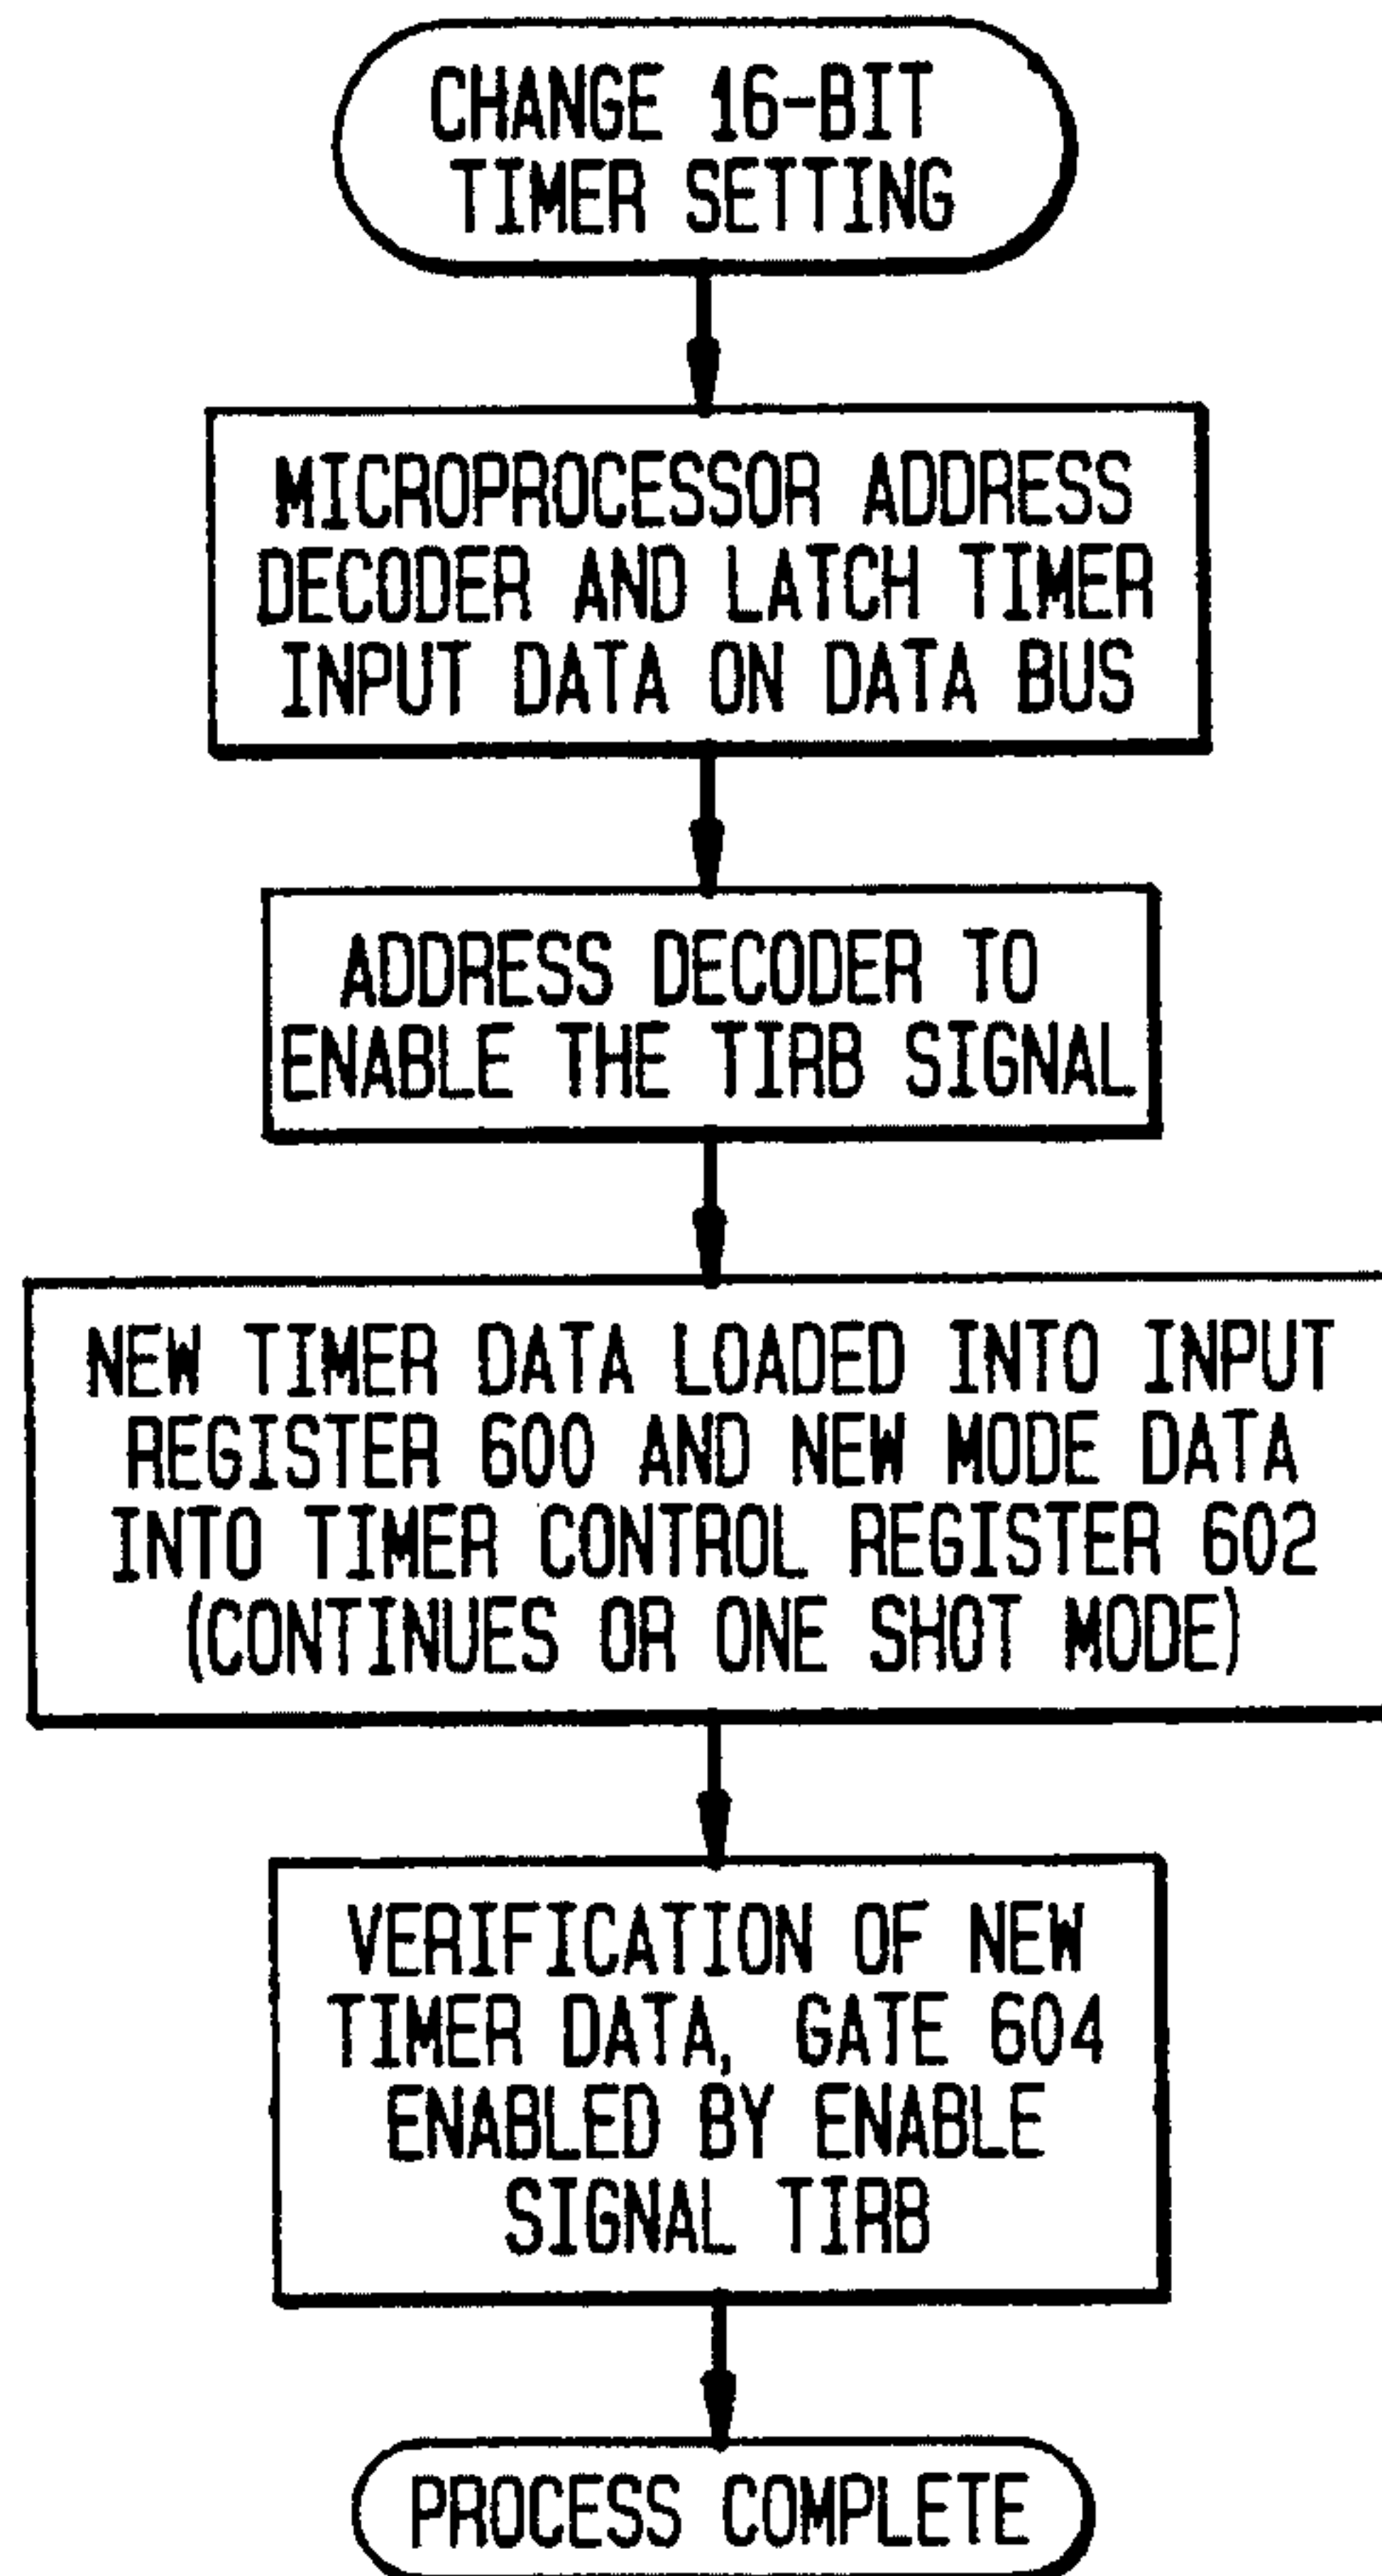 CHANGE 16-BIT
TIMER SETTING
MICROPROCESSOR ADDRESS
DECODER AND LATCH TIMER
INPUT DATA ON DATA BUS
ADDRESS DECODER TO
ENABLE THE TIRB SIGNAL
NEW TIMER DATA LOADED INTO INPUT
REGISTER 600 AND NEW MODE DATA
INTO TIMER CONTROL REGISTER 602
(CONTINUES OR ONE SHOT MODE)
VERIFICATION OF NEW
TIMER DATA, GATE 604
ENABLED BY ENABLE
SIGNAL TIRB
PROCESS COMPLETE